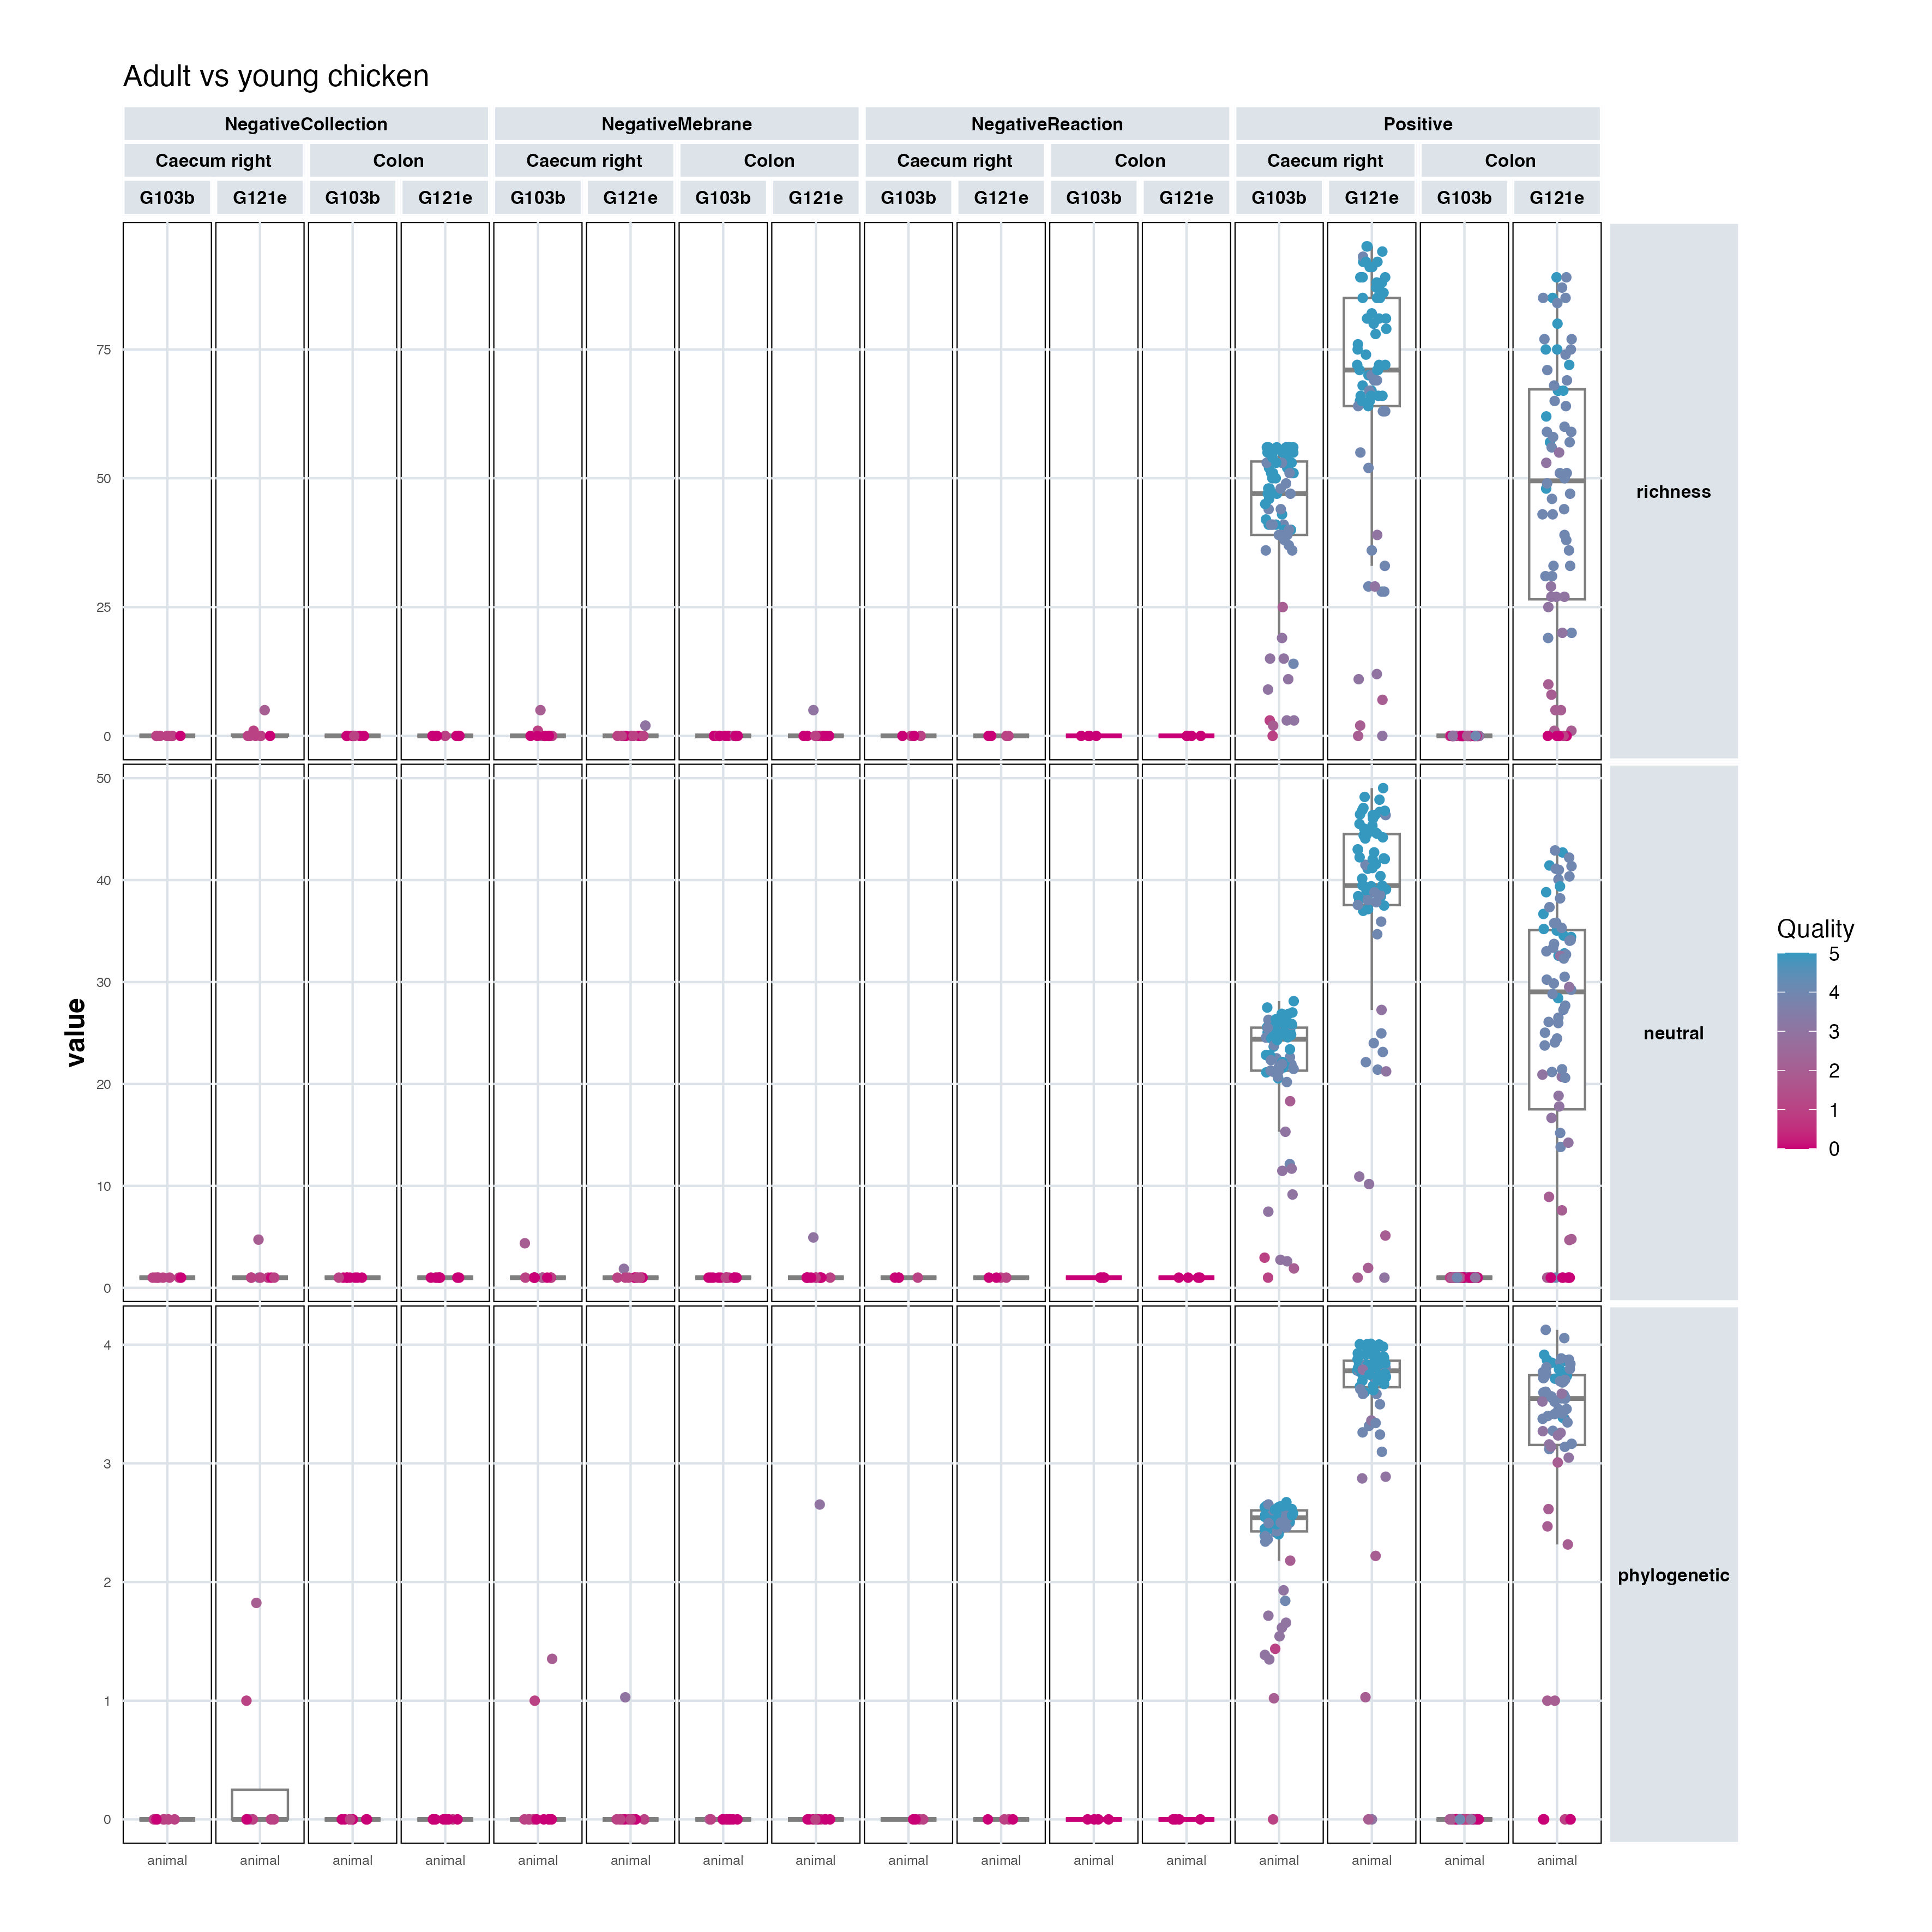 Adult vs young chicken
NegativeCollection NegativeMebrane NegativeReaction Positive
Caecum right Colon Caecum right Colon Caecum right Colon Caecum right Colon
G103b G121e G103b G121e G103b G121e G103b G121e G103b G121e G103b G121e G103b G121e G103b G121e
75
50
25
0
richness
50
40
30
20
10
0
neutral
4
3
2
1
0
phylogenetic
value
animal animal animal animal animal animal animal animal animal animal animal animal animal animal animal animal
Quality
5
4
3
2
1
0